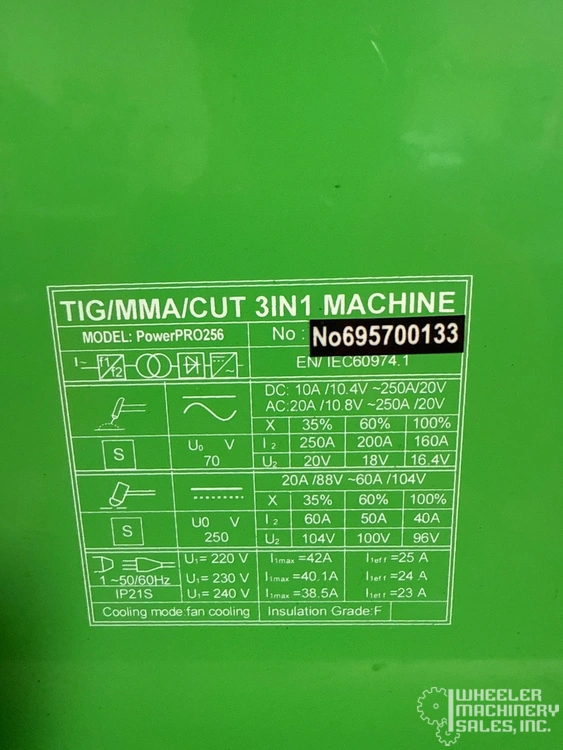 TIG/MMA/CUT 3IN1 MACHINE
MODEL: PowerPRO256 No : No695700133
1~ f1/f2 EN/ IEC60974.1
DC: 10A /10.4V ~250A/20V
AC:20A /10.8V ~250A /20V
X 35% 60% 100%
S U0 V I2 250A 200A 160A
70 U2 20V 18V 16.4V
20A /88V ~60A /104V
X 35% 60% 100%
S U0 V I2 60A 50A 40A
250 U2 104V 100V 96V
U1= 220 V I1max =42A I1eff =25 A
1 ~50/60Hz U1= 230 V I1max =40.1A I1eff = 24 A
IP21S U1= 240 V I1max = 38.5A I1eff = 23 A
Cooling mode:fan cooling Insulation Grade:F
WHEELER
MACHINERY
SALES, INC.